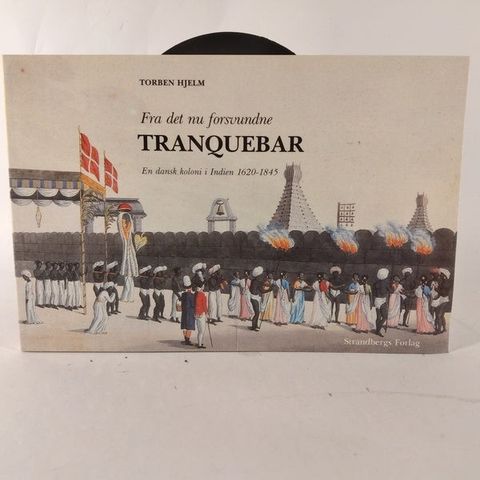 TORBEN HJELM
Fra det nu forsvundne
TRANQUEBAR
En dansk koloni i Indien 1620-1845
Strandbergs Forlag